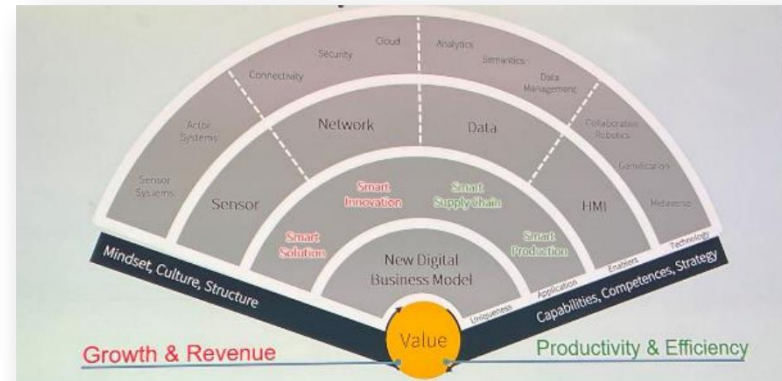 Cloud
Analytics
Security
Semantics
Connectivity
Data
Management
Actor
Systems
Network
Data
Collaborative
Robotics
Sensor
Systems
Sensor
Smart
Innovation
Smart
Supply Chain
HMI
Gamification
Metaverse
Smart
Solution
Smart
Production
New Digital
Business Model
Uniqueness
Application
Enablers
Technology
Mindset, Culture, Structure
Capabilities, Competences, Strategy
Value
Growth & Revenue
Productivity & Efficiency